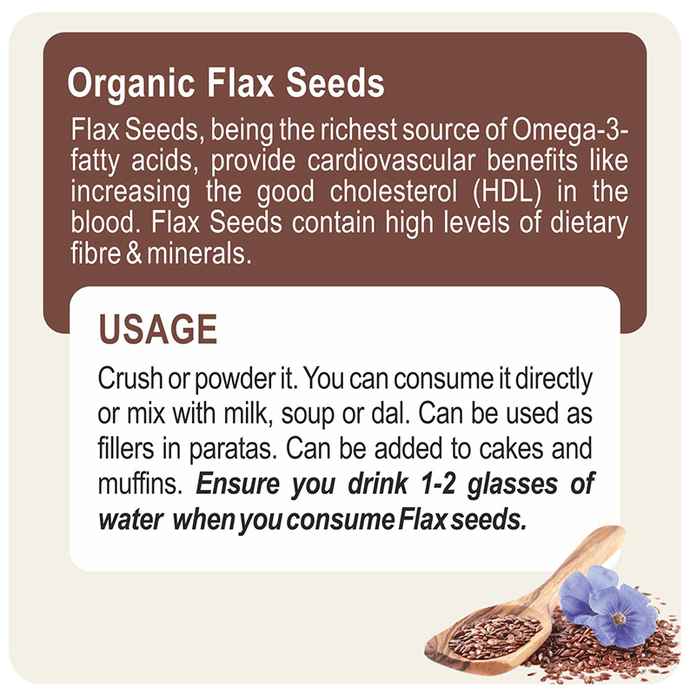 Organic Flax Seeds
Flax Seeds, being the richest source of Omega-3-
fatty acids, provide cardiovascular benefits like
increasing the good cholesterol (HDL) in the
blood. Flax Seeds contain high levels of dietary
fibre & minerals.
USAGE
Crush or powder it. You can consume it directly
or mix with milk, soup or dal. Can be used as
fillers in paratas. Can be added to cakes and
muffins. Ensure you drink 1-2 glasses of
water when you consume Flax seeds.